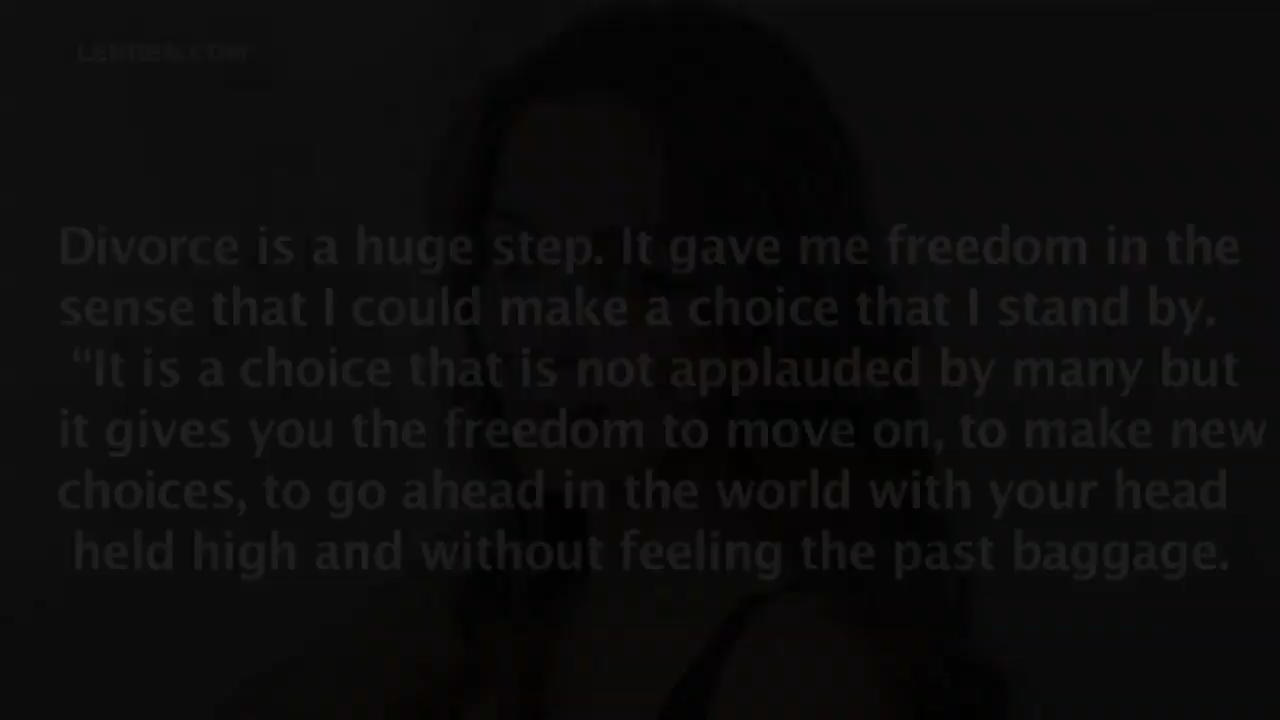 Divorce is a huge step. It gave me freedom in the
sense that I could make a choice that I stand by.
“It is a choice that is not applauded by many but
it gives you the freedom to move on, to make new
choices, to go ahead in the world with your head
held high and without feeling the past baggage.